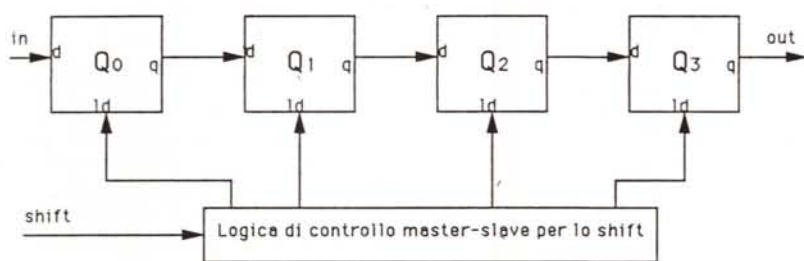 in
d
Q0
q
ld
d
Q1
q
ld
d
Q2
q
ld
d
Q3
q
ld
out
shift
Logica di controllo master-slave per lo shift